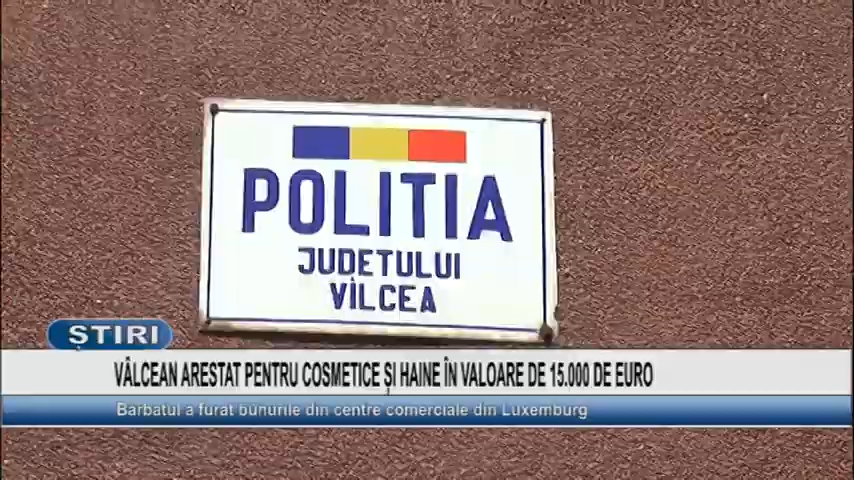 POLITIA
JUDETULUI
VÎLCEA
ȘTIRI
VÂLCEAN ARESTAT PENTRU COSMETICE ȘI HAINE ÎN VALOARE DE 15.000 DE EURO
Barbatul a furat bunurile din centre comerciale din Luxemburg